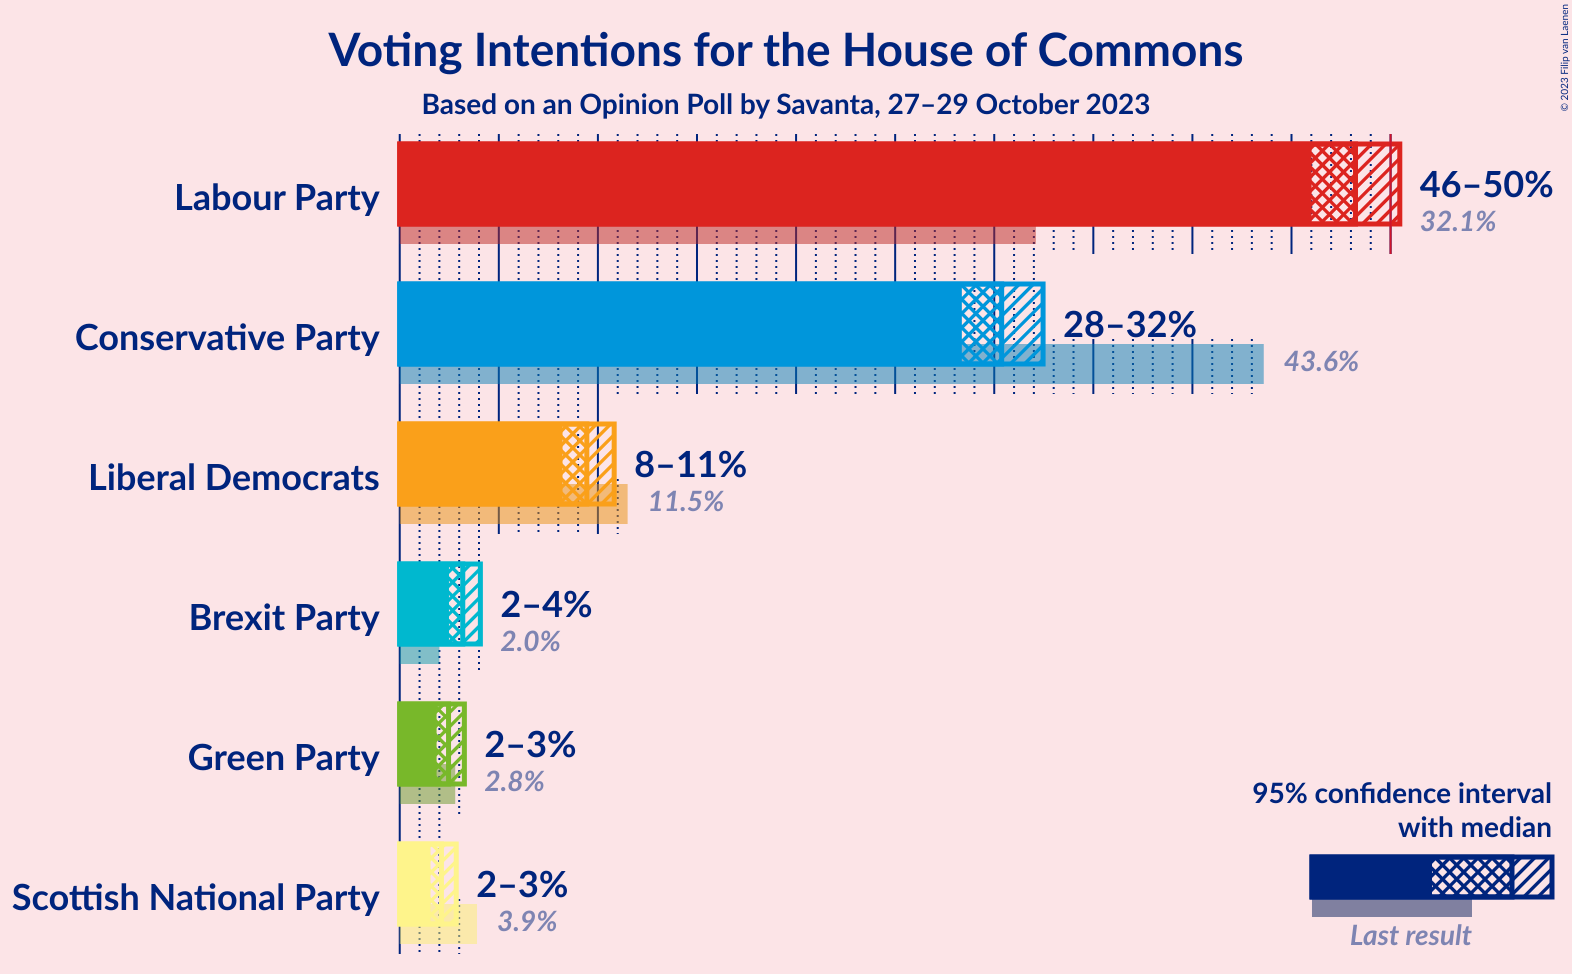 Voting Intentions for the House of Commons
Based on an Opinion Poll by Savanta, 27–29 October 2023
© 2023 Filip van Laenen
Labour Party
46–50%
32.1%
Conservative Party
28–32%
43.6%
Liberal Democrats
8–11%
11.5%
Brexit Party
2–4%
2.0%
Green Party
2–3%
2.8%
Scottish National Party
2–3%
3.9%
95% confidence interval
with median
Last result